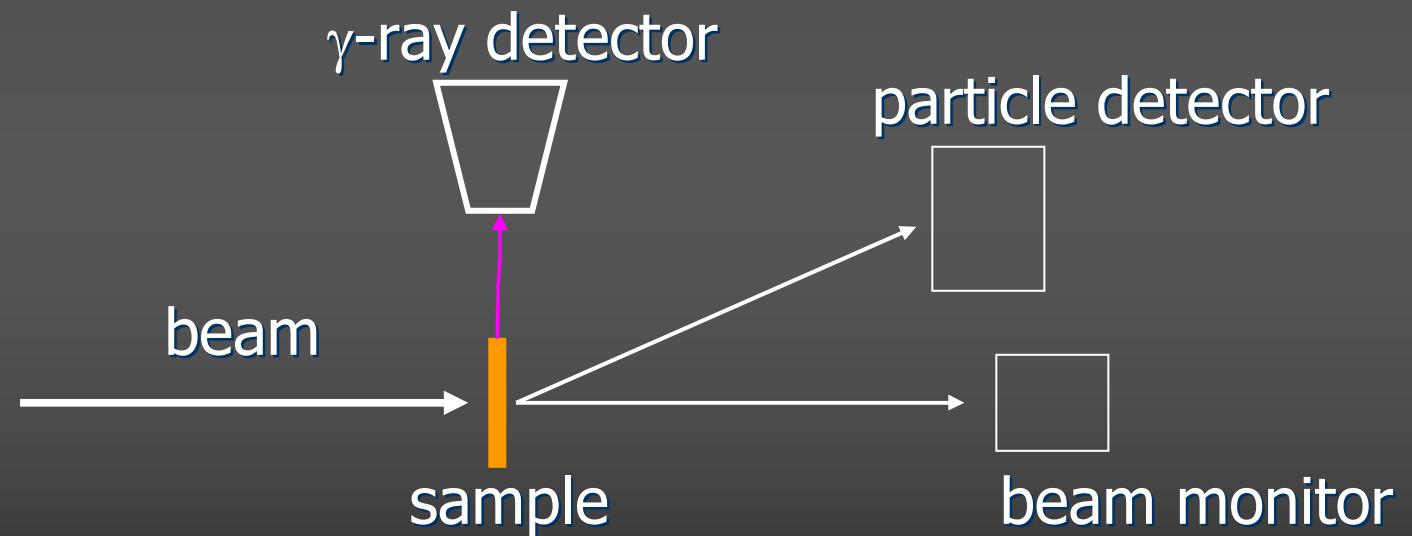 γ-ray detector
particle detector
beam
sample
beam monitor